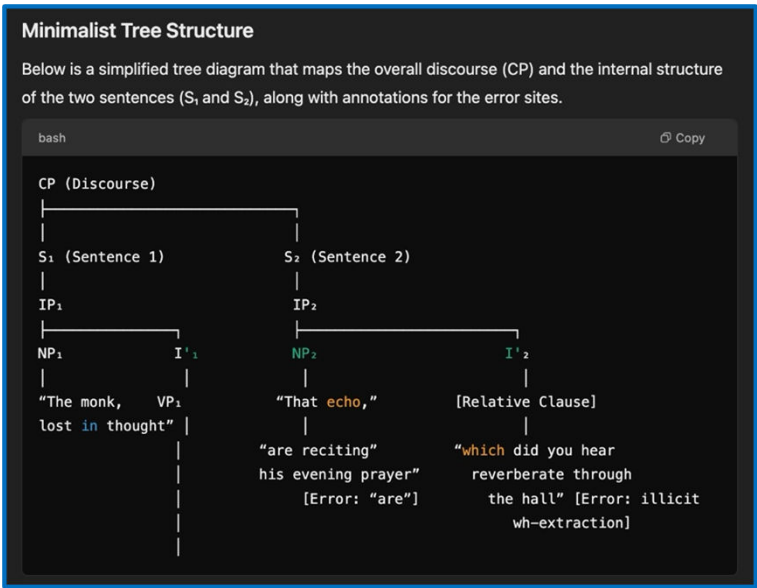 Minimalist Tree Structure
Below is a simplified tree diagram that maps the overall discourse (CP) and the internal structure
of the two sentences (S₁ and S₂), along with annotations for the error sites.
bash Copy
CP (Discourse)
S₁ (Sentence 1) S₂ (Sentence 2)
IP₁ IP₂
NP₁ I'₁ NP₂ I'₂
“The monk, VP₁ “That echo,” [Relative Clause]
lost in thought”
“are reciting” “which did you hear
his evening prayer” reverberate through
[Error: “are”] the hall” [Error: illicit
wh-extraction]